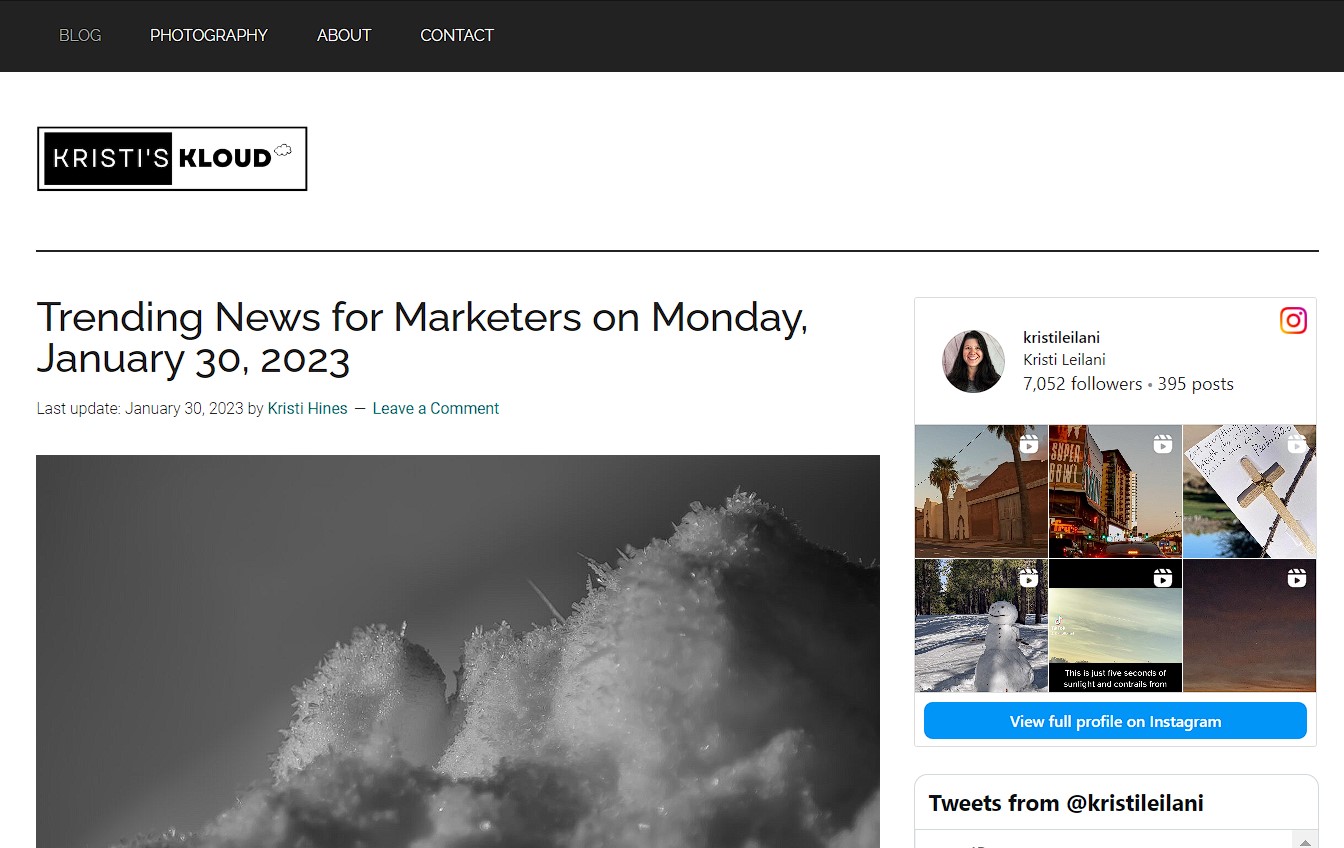 BLOG PHOTOGRAPHY ABOUT CONTACT
KRISTI'S KLOUD
Trending News for Marketers on Monday,
January 30, 2023
Last update: January 30, 2023 by Kristi Hines — Leave a Comment
kristileilani
Kristi Leilani
7,052 followers • 395 posts
SUPER
BOWL
This is just five seconds of
sunlight and contrails from
View full profile on Instagram
Tweets from @kristileilani